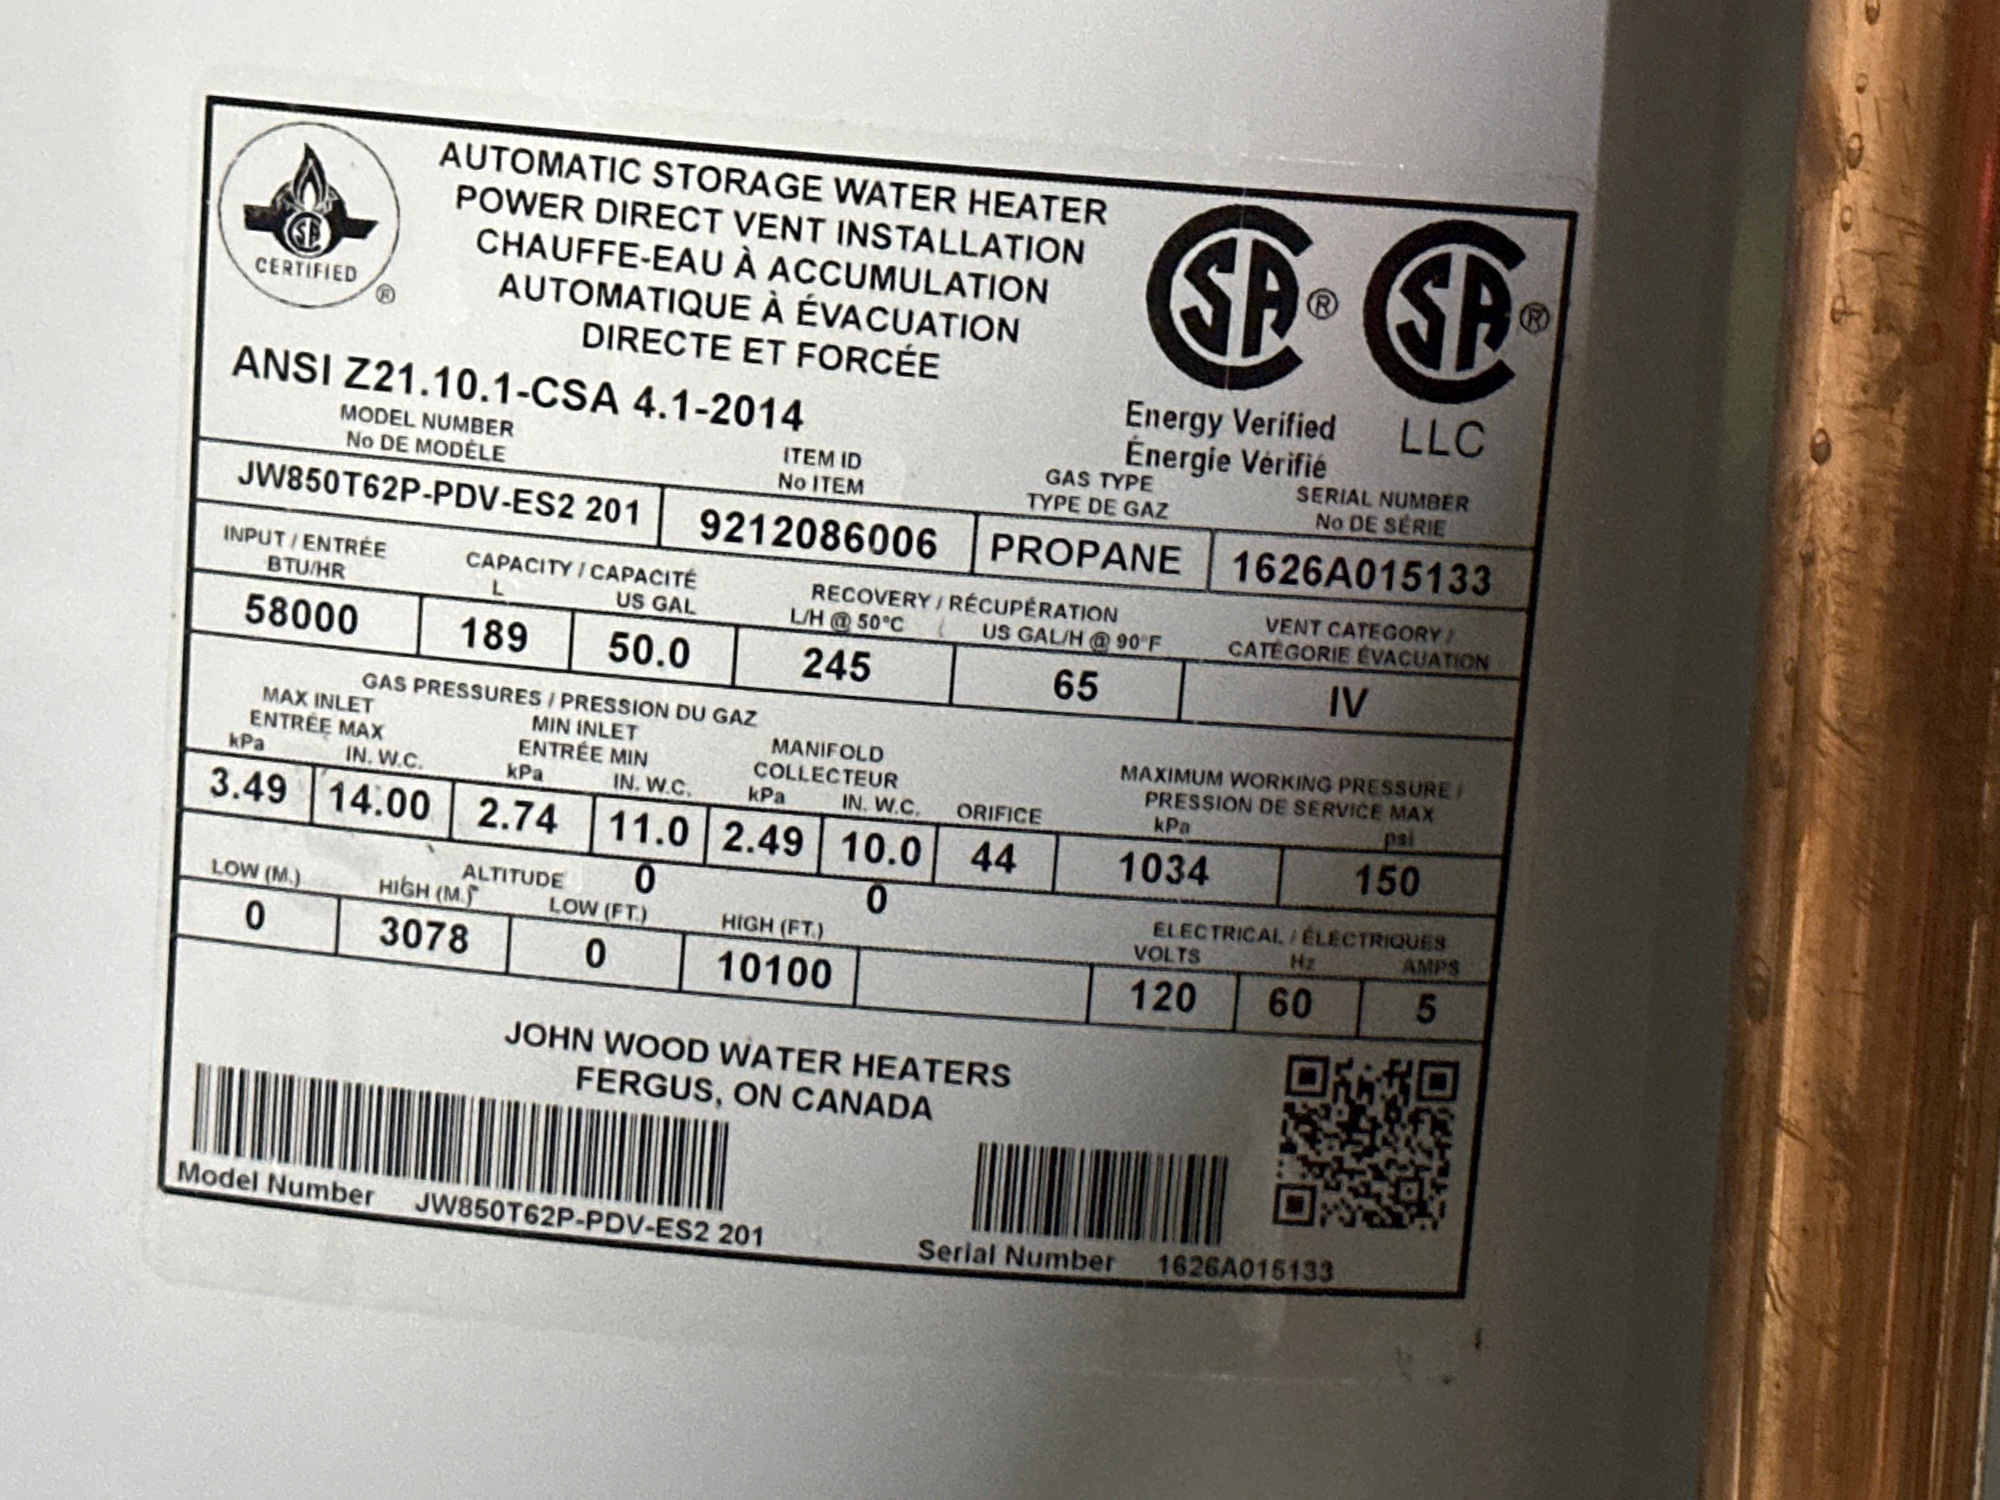 CERTIFIED ®
AUTOMATIC STORAGE WATER HEATER
POWER DIRECT VENT INSTALLATION
CHAUFFE-EAU À ACCUMULATION
AUTOMATIQUE À ÉVACUATION
DIRECTE ET FORCÉE
ANSI Z21.10.1-CSA 4.1-2014
® ®
Energy Verified
Énergie Vérifié
LLC
MODEL NUMBER
No DE MODÈLE
ITEM ID
No ITEM
GAS TYPE
TYPE DE GAZ
SERIAL NUMBER
No DE SÉRIE
JW850T62P-PDV-ES2 201 9212086006 PROPANE 1626A015133
INPUT / ENTRÉE
BTU/HR
CAPACITY / CAPACITÉ
L US GAL
RECOVERY / RÉCUPÉRATION
L/H @ 50°C US GAL/H @ 90°F
VENT CATEGORY /
CATÉGORIE ÉVACUATION
58000 189 50.0 245 65 IV
GAS PRESSURES / PRESSION DU GAZ
MAX INLET
ENTRÉE MAX
kPa IN. W.C.
MIN INLET
ENTRÉE MIN
kPa IN. W.C.
MANIFOLD
COLLECTEUR
kPa IN. W.C.
ORIFICE
MAXIMUM WORKING PRESSURE /
PRESSION DE SERVICE MAX
kPa psi
3.49 14.00 2.74 11.0 2.49 10.0 44 1034 150
ALTITUDE 0 0
LOW (M.) HIGH (M.) LOW (FT.) HIGH (FT.)
ELECTRICAL / ÉLECTRIQUES
VOLTS Hz AMPS
0 3078 0 10100 120 60 5
JOHN WOOD WATER HEATERS
FERGUS, ON CANADA
Model Number JW850T62P-PDV-ES2 201
Serial Number 1626A015133